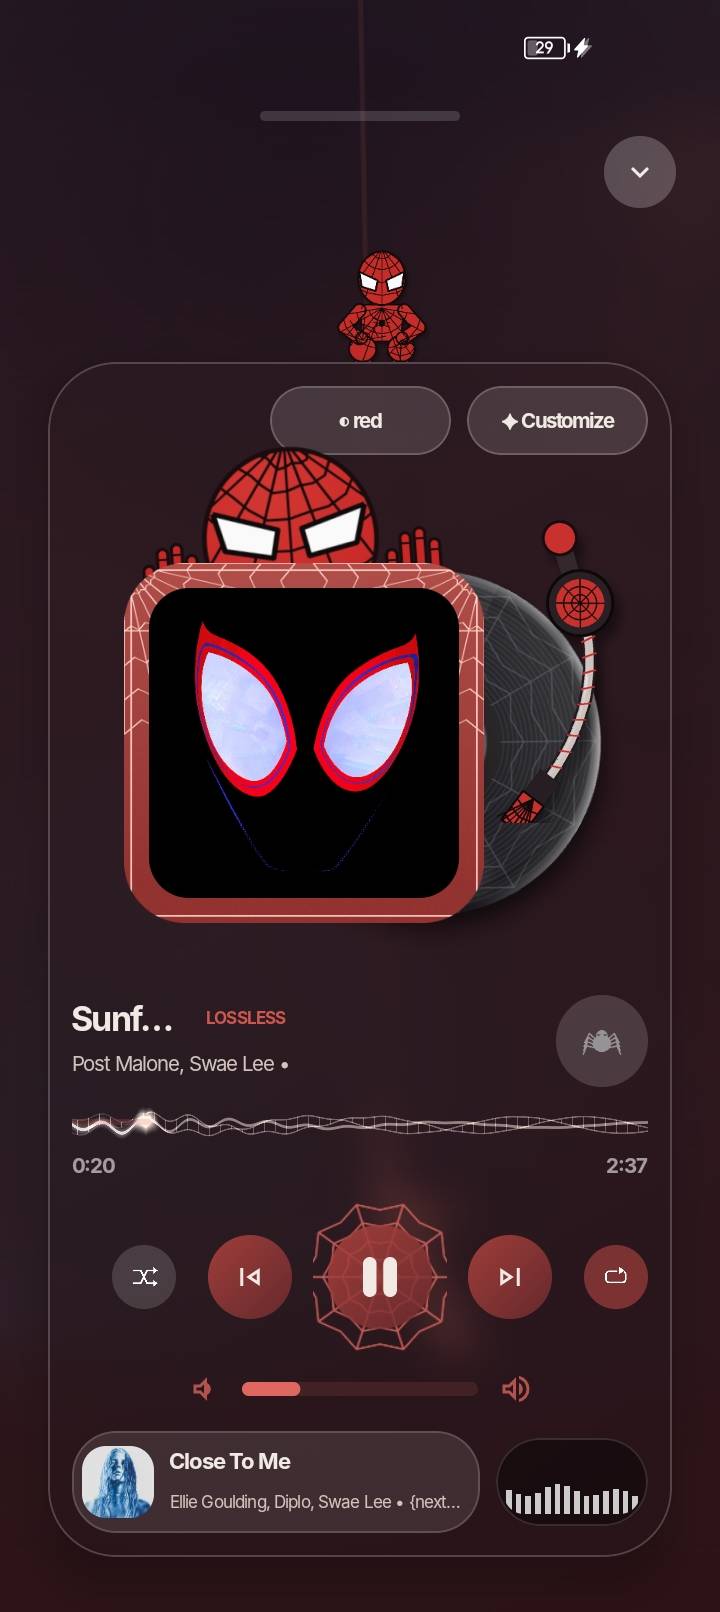 29
red
Customize
Sunf...
LOSSLESS
Post Malone, Swae Lee •
0:20
2:37
Close To Me
Ellie Goulding, Diplo, Swae Lee • {next...